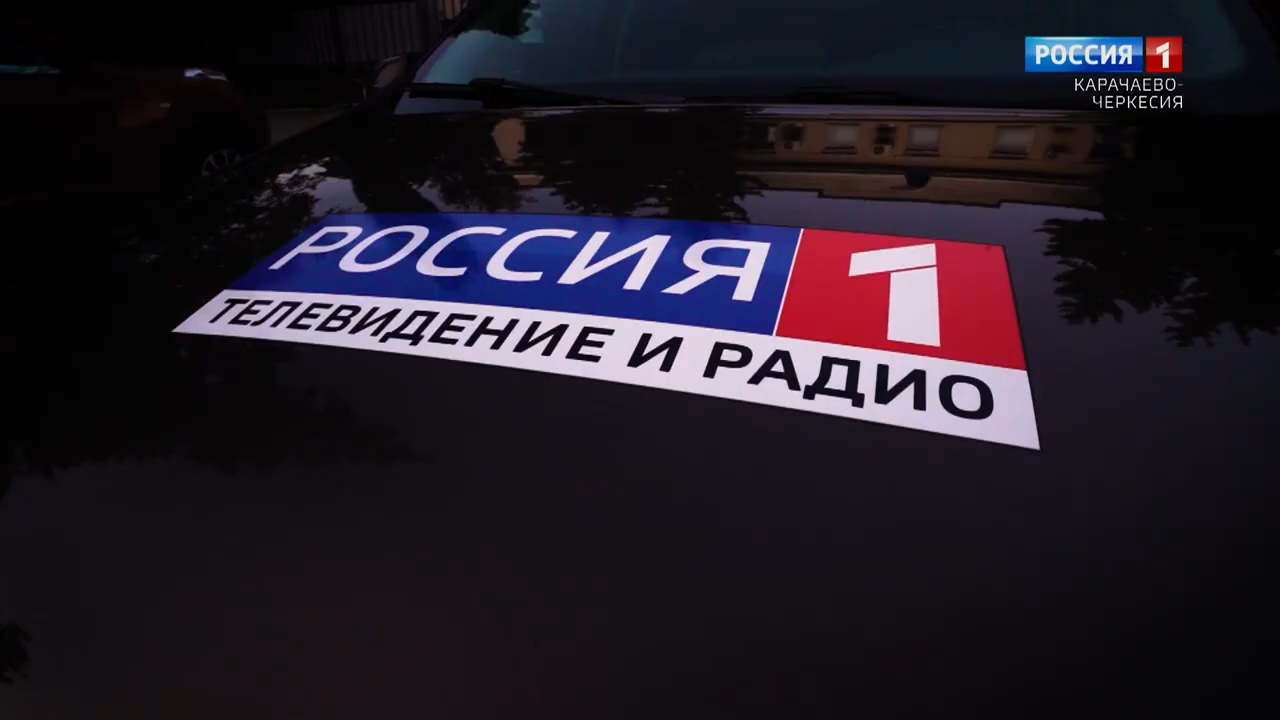 РОССИЯ 1
КАРАЧАЕВО-
ЧЕРКЕСИЯ
РОССИЯ 1
ТЕЛЕВИДЕНИЕ И РАДИО